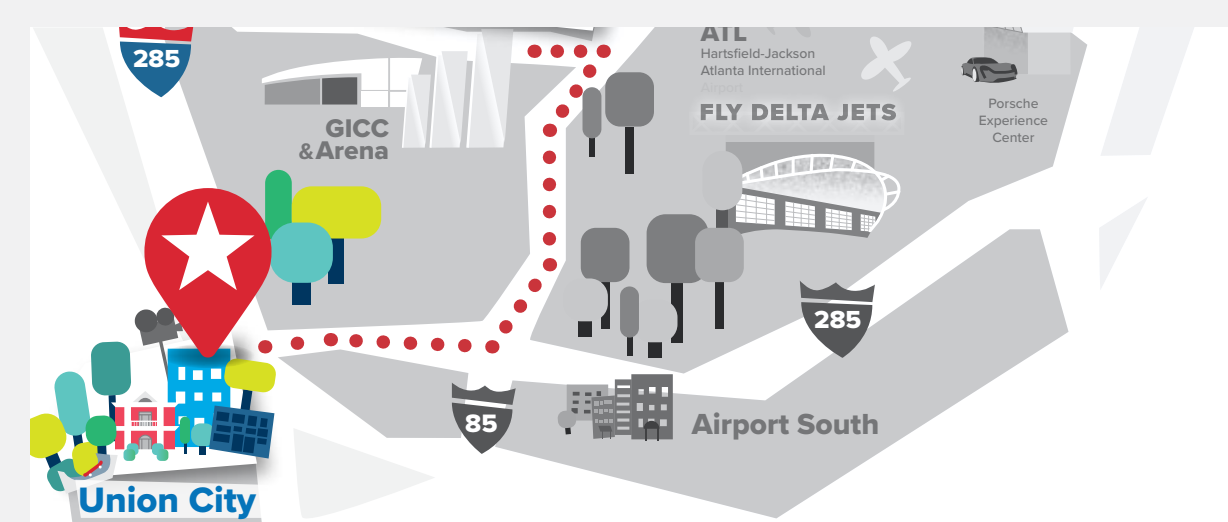 285
ATL
Hartsfield-Jackson
Atlanta International
Airport
FLY DELTA JETS
Porsche
Experience
Center
GICC
&Arena
285
85
Airport South
Union City